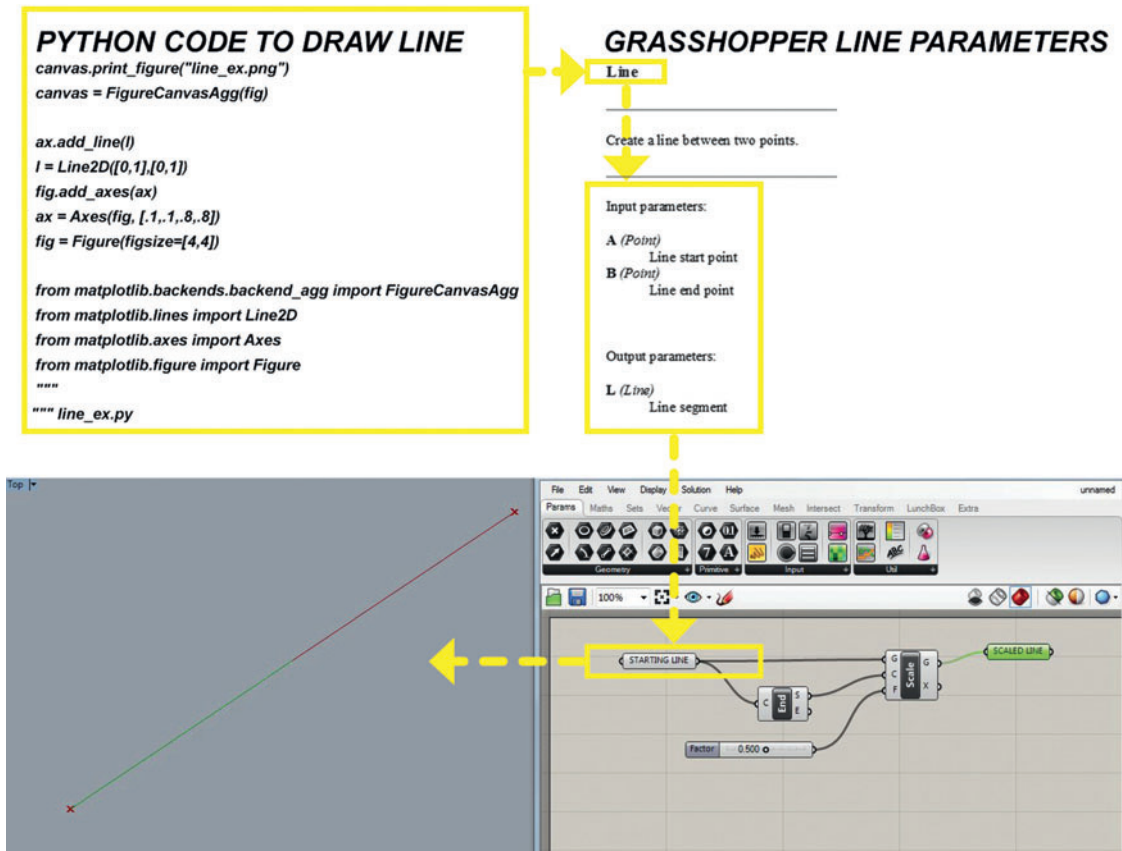 PYTHON CODE TO DRAW LINE
canvas.print_figure("line_ex.png")
canvas = FigureCanvasAgg(fig)
ax.add_line(l)
l = Line2D([0,1],[0,1])
fig.add_axes(ax)
ax = Axes(fig, [.1,.1,.8,.8])
fig = Figure(figsize=[4,4])
from matplotlib.backends.backend_agg import FigureCanvasAgg
from matplotlib.lines import Line2D
from matplotlib.axes import Axes
from matplotlib.figure import Figure
"""
""" line_ex.py
GRASSHOPPER LINE PARAMETERS
Line
Create a line between two points.
Input parameters:
A (Point)
Line start point
B (Point)
Line end point
Output parameters:
L (Line)
Line segment
Top
File Edit View Display Solution Help unnamed
Params Maths Sets Vector Curve Surface Mesh Intersect Transform LunchBox Extra
Geometry Primitive Input Util
100%
STARTING LINE
C End S E
Factor 0.500
G C F Scale G X
SCALED LINE